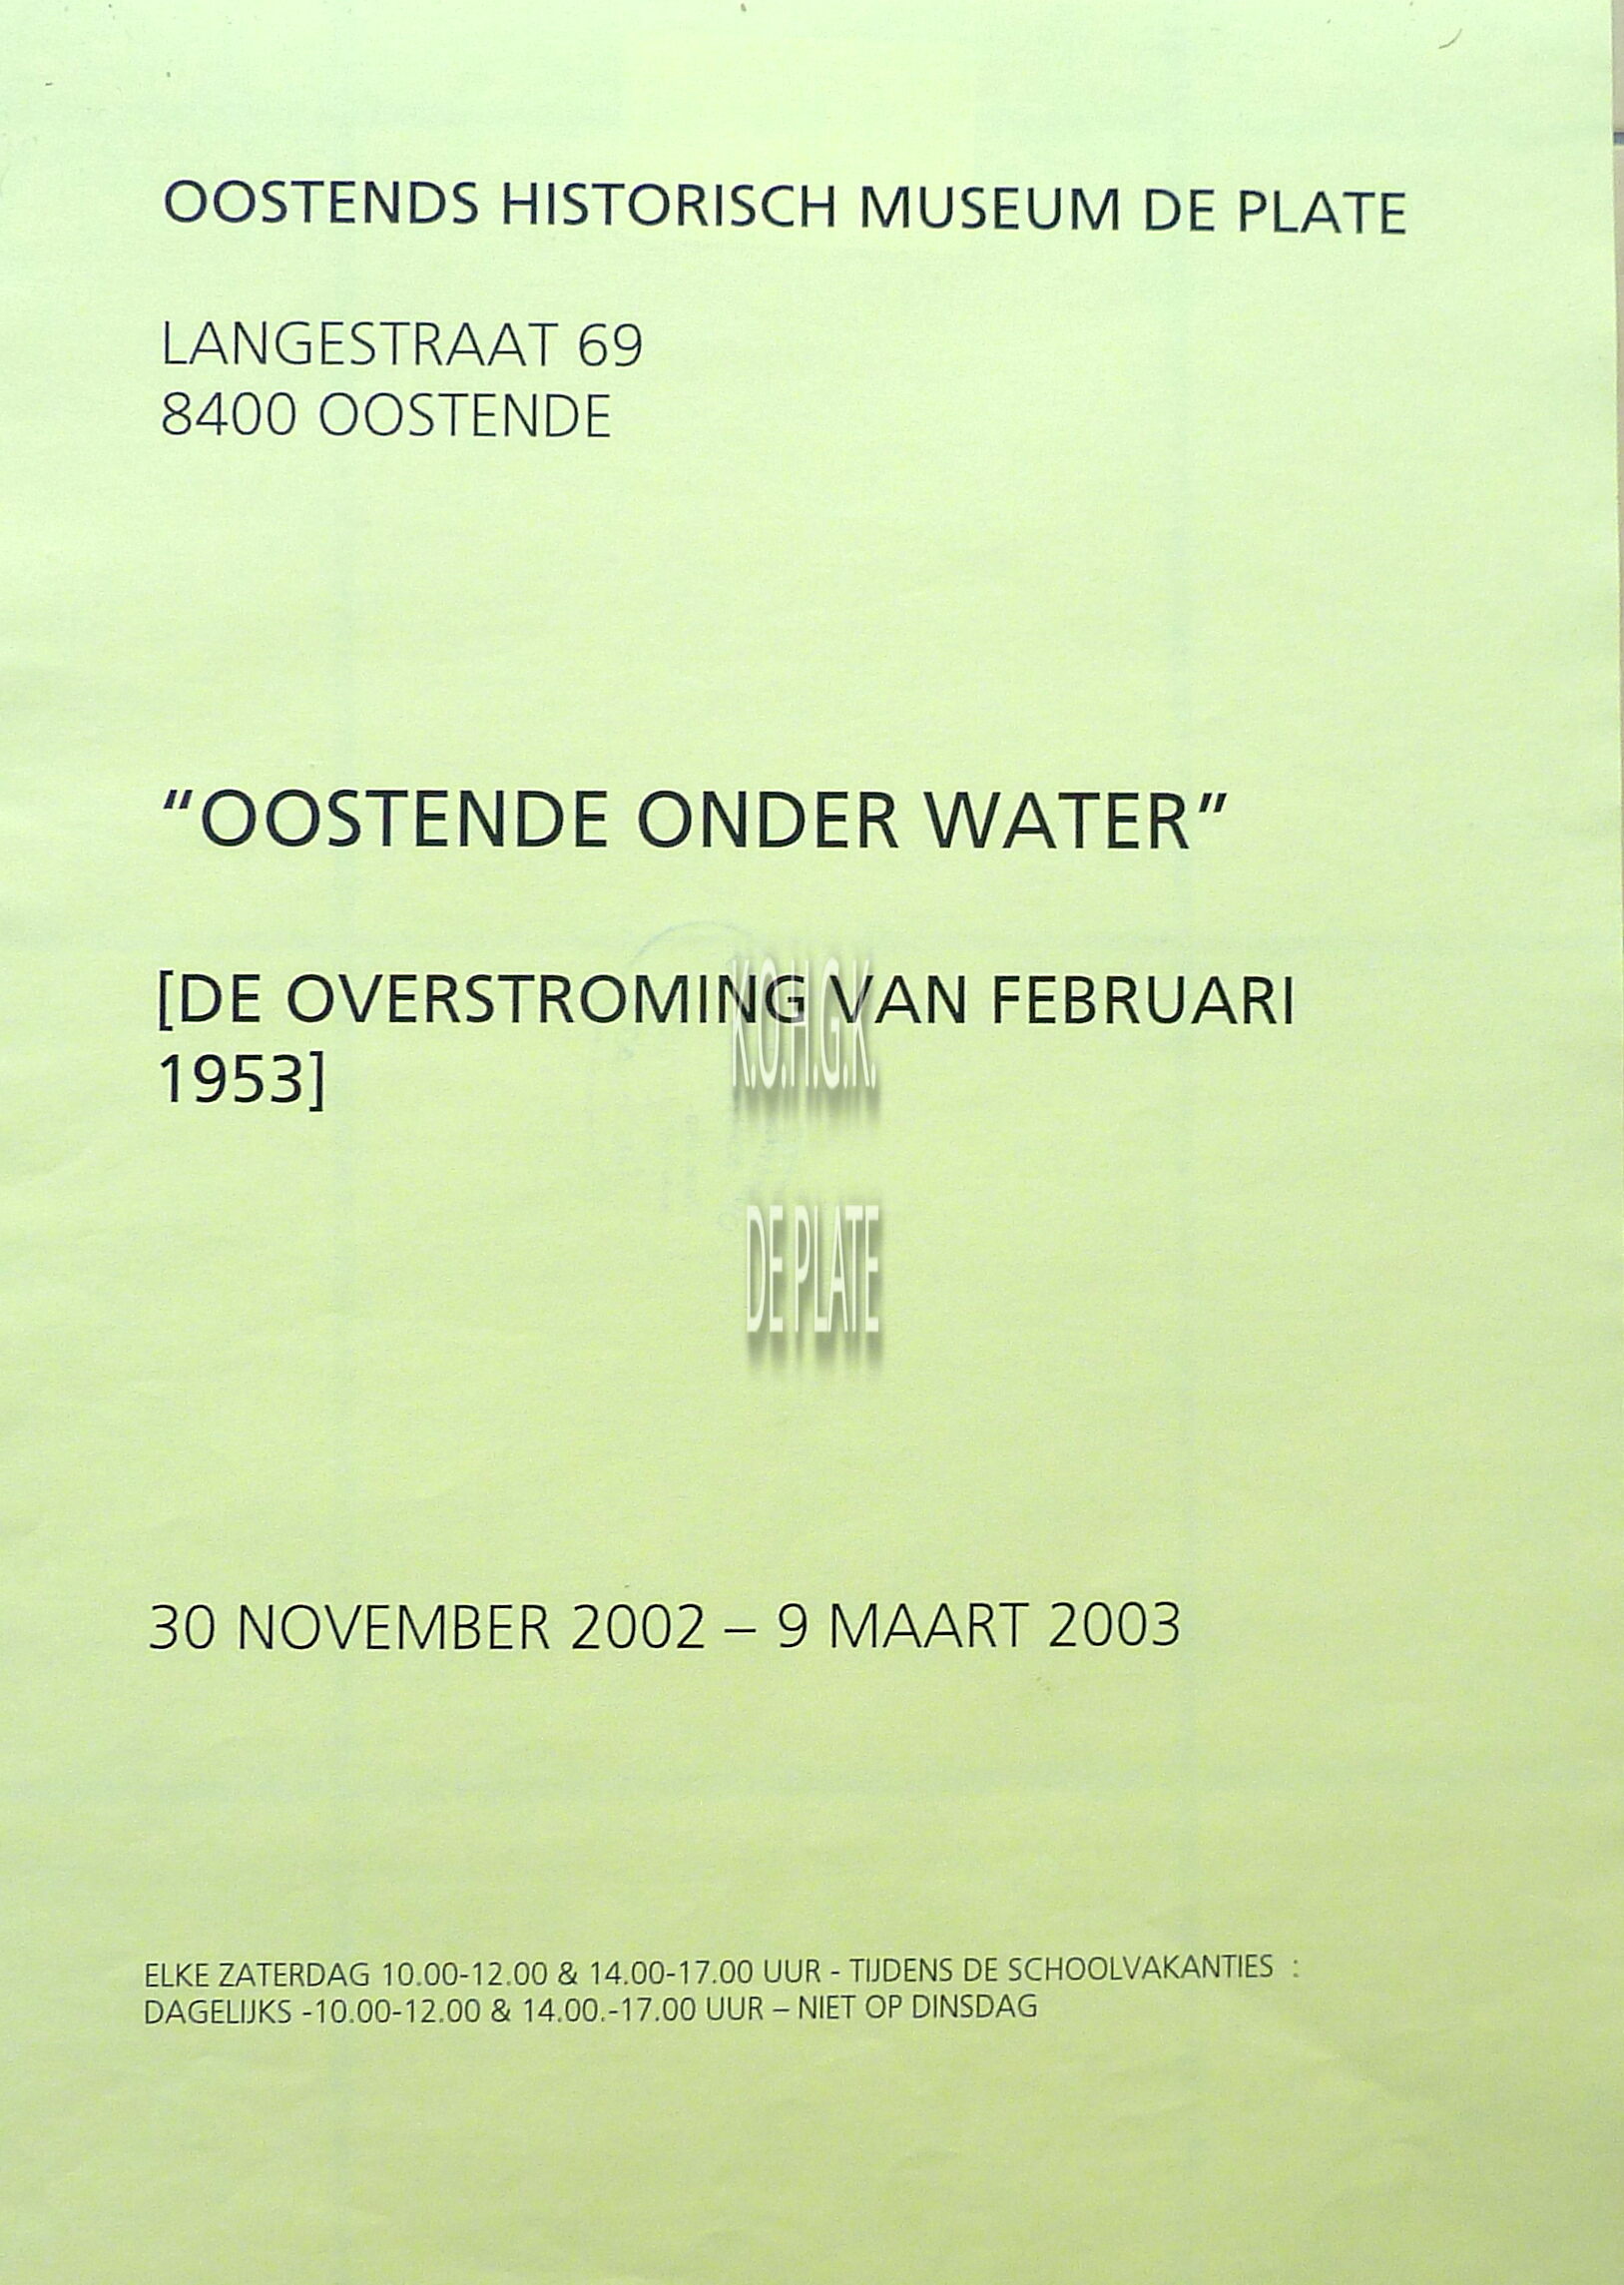 OOSTENDS HISTORISCH MUSEUM DE PLATE
LANGESTRAAT 69
8400 OOSTENDE
“OOSTENDE ONDER WATER”
[DE OVERSTROMING VAN FEBRUARI
1953]
K.O.H.G.K.
DE PLATE
30 NOVEMBER 2002 – 9 MAART 2003
ELKE ZATERDAG 10.00-12.00 & 14.00-17.00 UUR - TIJDENS DE SCHOOLVAKANTIES :
DAGELIJKS -10.00-12.00 & 14.00.-17.00 UUR – NIET OP DINSDAG